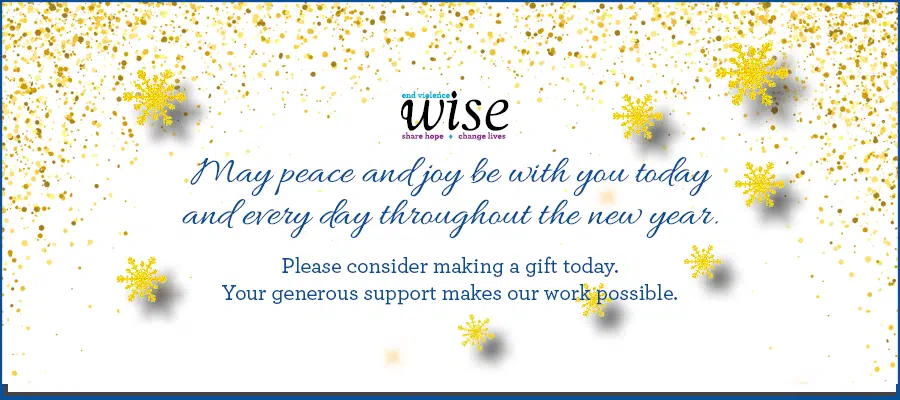 end violence
wise
share hope ♦ change lives
May peace and joy be with you today
and every day throughout the new year.
Please consider making a gift today.
Your generous support makes our work possible.